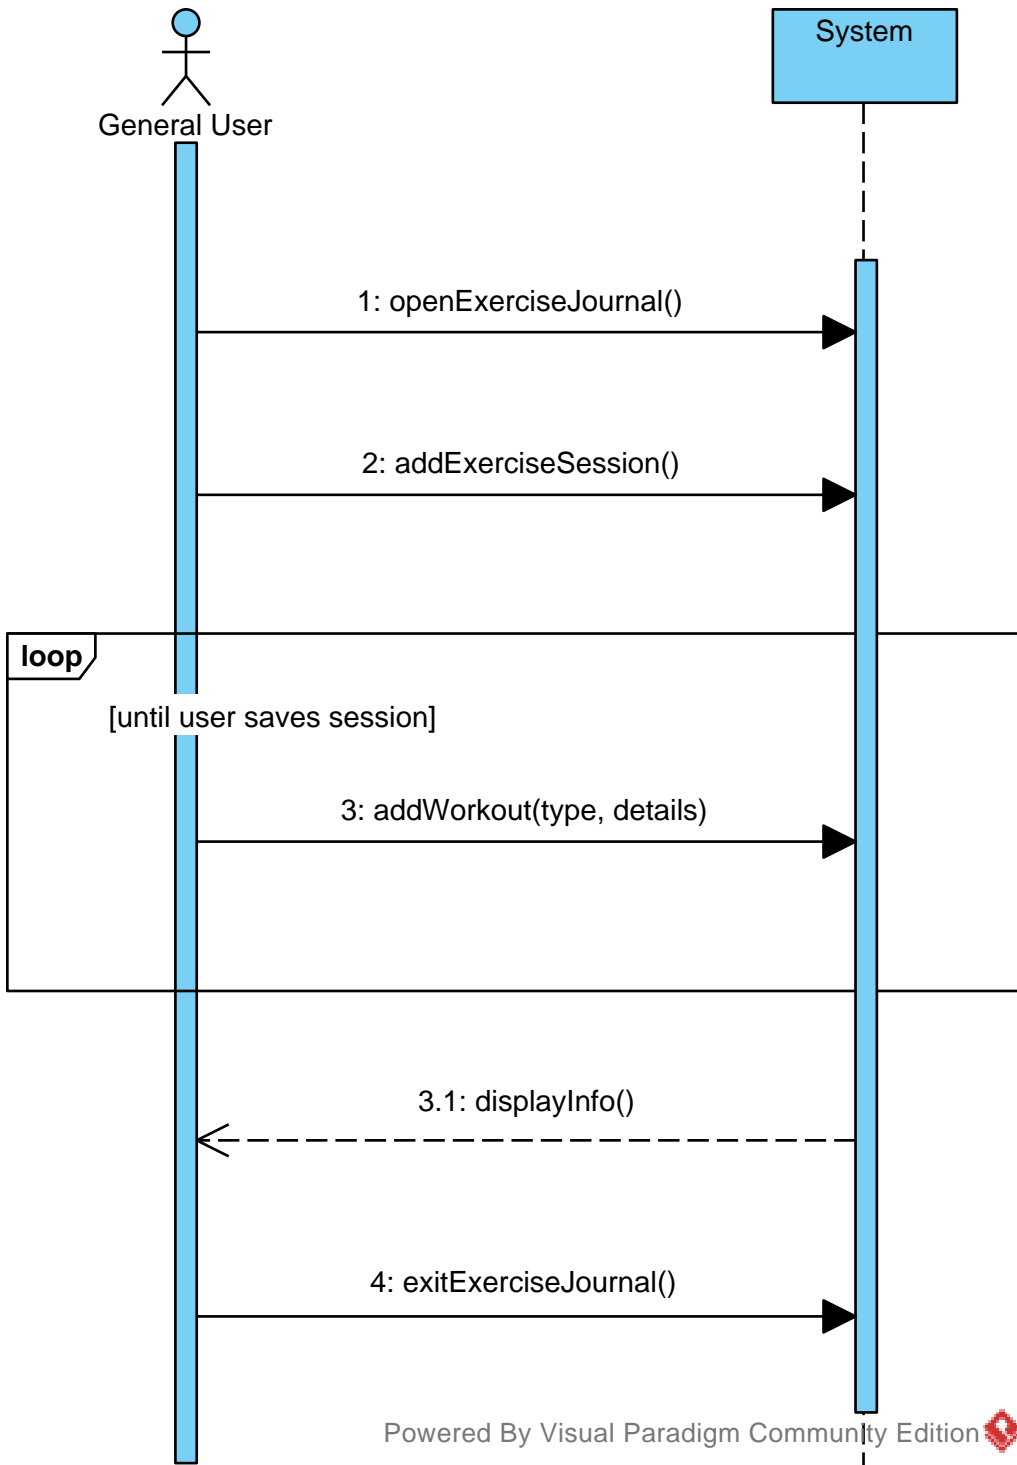 System
General User
1: openExerciseJournal()
2: addExerciseSession()
loop
[until user saves session]
3: addWorkout(type, details)
3.1: displayInfo()
4: exitExerciseJournal()
Powered By Visual Paradigm Community Edition